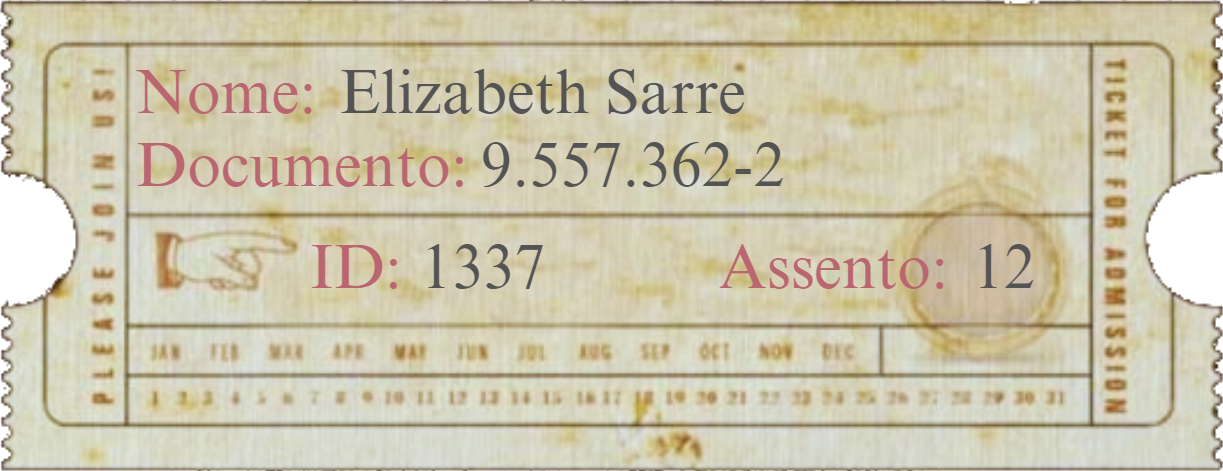 PLEASE JOIN US!
Nome: Elizabeth Sarre
Documento: 9.557.362-2
ID: 1337 Assento: 12
JAN FEB MAR APR MAY JUN JUL AUG SEP OCT NOV DEC
1 2 3 4 5 6 7 8 9 10 11 12 13 14 15 16 17 18 19 20 21 22 23 24 25 26 27 28 29 30 31
TICKET FOR ADMISSION